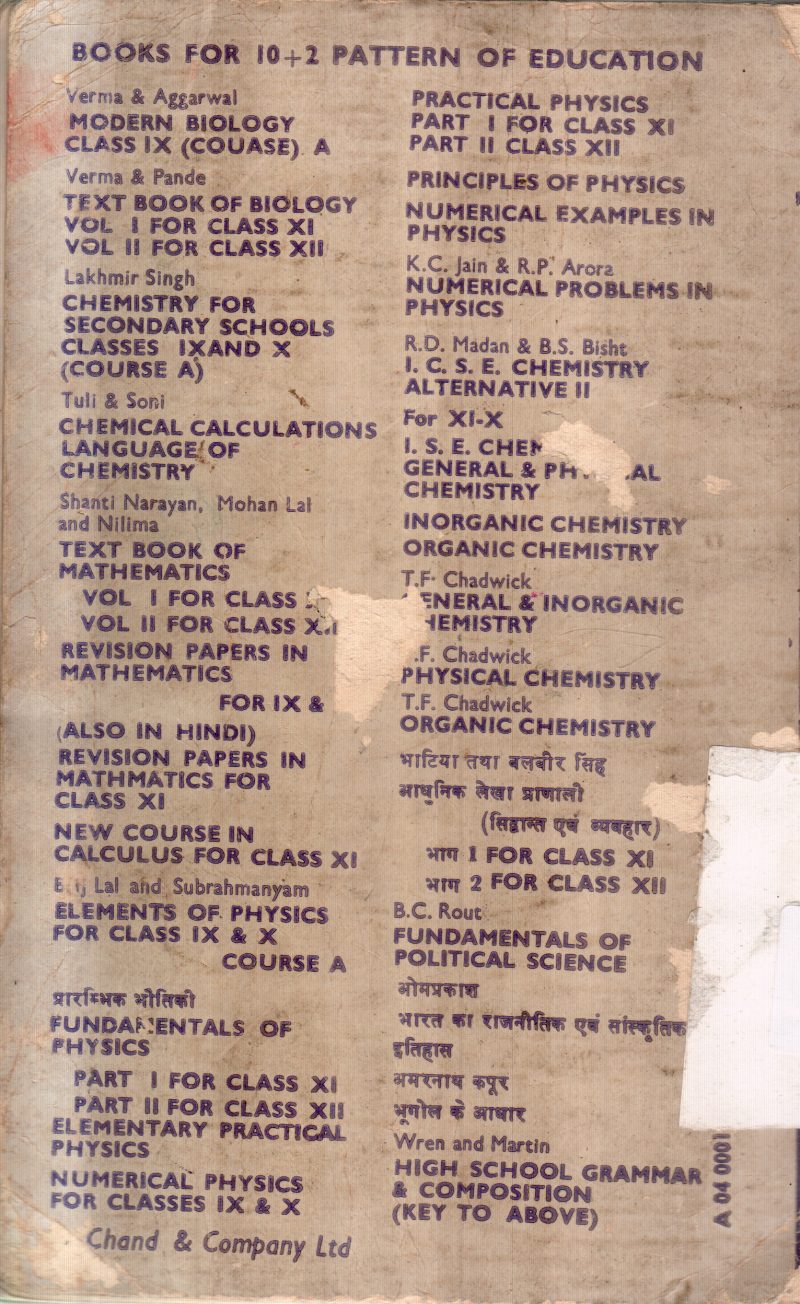 BOOKS FOR 10+2 PATTERN OF EDUCATION
Verma & Aggarwal
MODERN BIOLOGY
CLASS IX (COUASE) A
Verma & Pande
TEXT BOOK OF BIOLOGY
VOL I FOR CLASS XI
VOL II FOR CLASS XII
Lakhmir Singh
CHEMISTRY FOR
SECONDARY SCHOOLS
CLASSES IXAND X
(COURSE A)
Tuli & Soni
CHEMICAL CALCULATIONS
LANGUAGE OF
CHEMISTRY
Shanti Narayan, Mohan Lal
and Nilima
TEXT BOOK OF
MATHEMATICS
VOL I FOR CLASS
VOL II FOR CLASS XII
REVISION PAPERS IN
MATHEMATICS
FOR IX &
(ALSO IN HINDI)
REVISION PAPERS IN
MATHMATICS FOR
CLASS XI
NEW COURSE IN
CALCULUS FOR CLASS XI
Brij Lal and Subrahmanyam
ELEMENTS OF PHYSICS
FOR CLASS IX & X
COURSE A
प्रारम्भिक भौतिकी
FUNDAMENTALS OF
PHYSICS
PART I FOR CLASS XI
PART II FOR CLASS XII
ELEMENTARY PRACTICAL
PHYSICS
NUMERICAL PHYSICS
FOR CLASSES IX & X
Chand & Company Ltd
PRACTICAL PHYSICS
PART I FOR CLASS XI
PART II CLASS XII
PRINCIPLES OF PHYSICS
NUMERICAL EXAMPLES IN
PHYSICS
K.C. Jain & R.P. Arora
NUMERICAL PROBLEMS IN
PHYSICS
R.D. Madan & B.S. Bisht
I. C. S. E. CHEMISTRY
ALTERNATIVE II
For XI-X
I. S. E.
GENERAL &
CHEMISTRY
INORGANIC CHEMISTRY
ORGANIC CHEMISTRY
T.F. Chadwick
GENERAL & INORGANIC
CHEMISTRY
T.F. Chadwick
PHYSICAL CHEMISTRY
T.F. Chadwick
ORGANIC CHEMISTRY
भाटिया तथा बलबीर सिंह
आधुनिक लेखा प्रणाली
(सिद्धान्त एवं व्यवहार)
भाग 1 FOR CLASS XI
भाग 2 FOR CLASS XII
B.C. Rout
FUNDAMENTALS OF
POLITICAL SCIENCE
ओमप्रकाश
भारत का राजनीतिक एवं सांस्कृतिक
इतिहास
अमरनाथ कपूर
भूगोल के आधार
Wren and Martin
HIGH SCHOOL GRAMMAR
& COMPOSITION
(KEY TO ABOVE)
A 04 0001